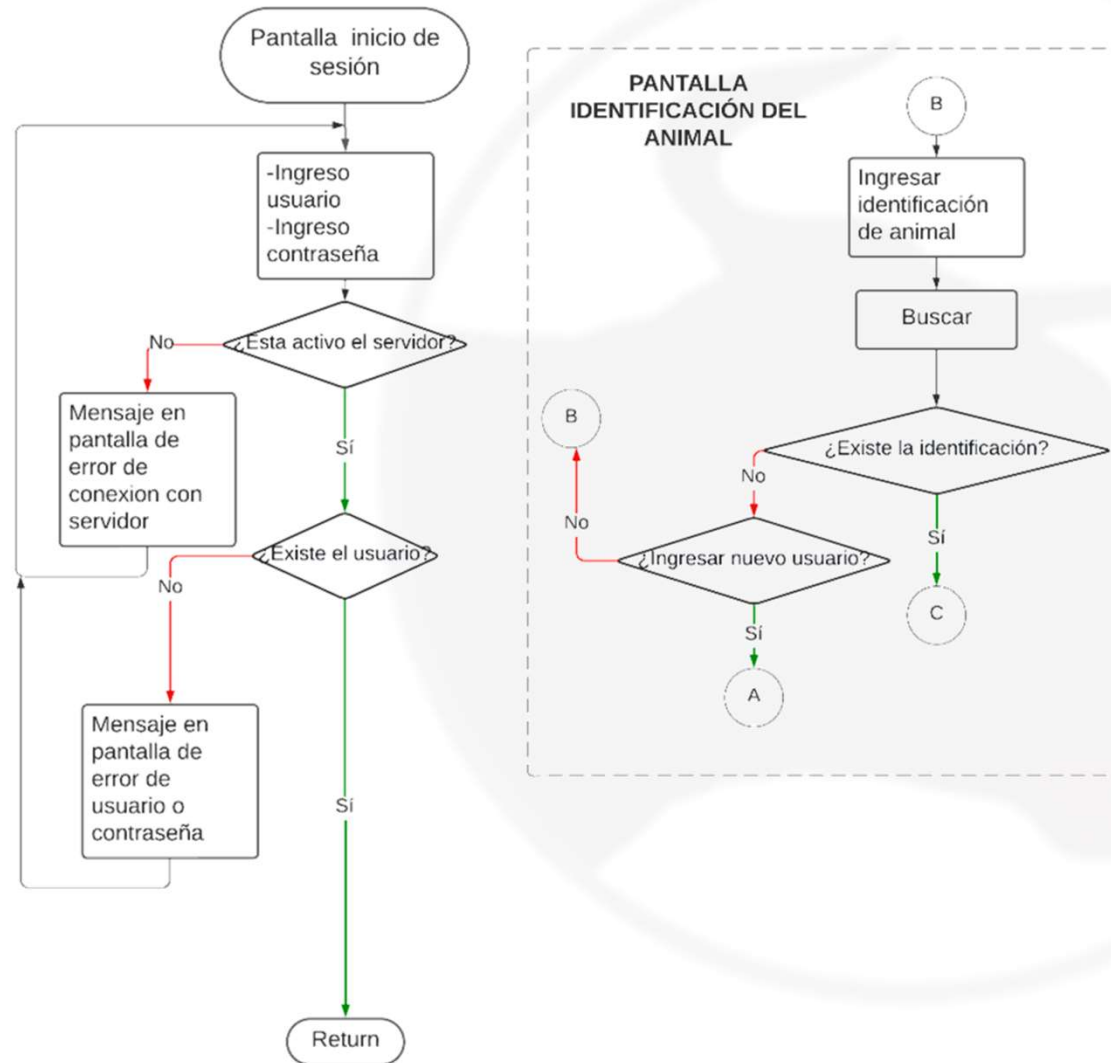 Pantalla inicio de
sesión
-Ingreso
usuario
-Ingreso
contraseña
¿Esta activo el servidor?
No
Mensaje en
pantalla de
error de
conexion con
servidor
Sí
¿Existe el usuario?
No
Mensaje en
pantalla de
error de
usuario o
contraseña
Sí
Return
PANTALLA
IDENTIFICACIÓN DEL
ANIMAL
B
Ingresar
identificación
de animal
Buscar
¿Existe la identificación?
No
Sí
C
¿Ingresar nuevo usuario?
No
B
Sí
A